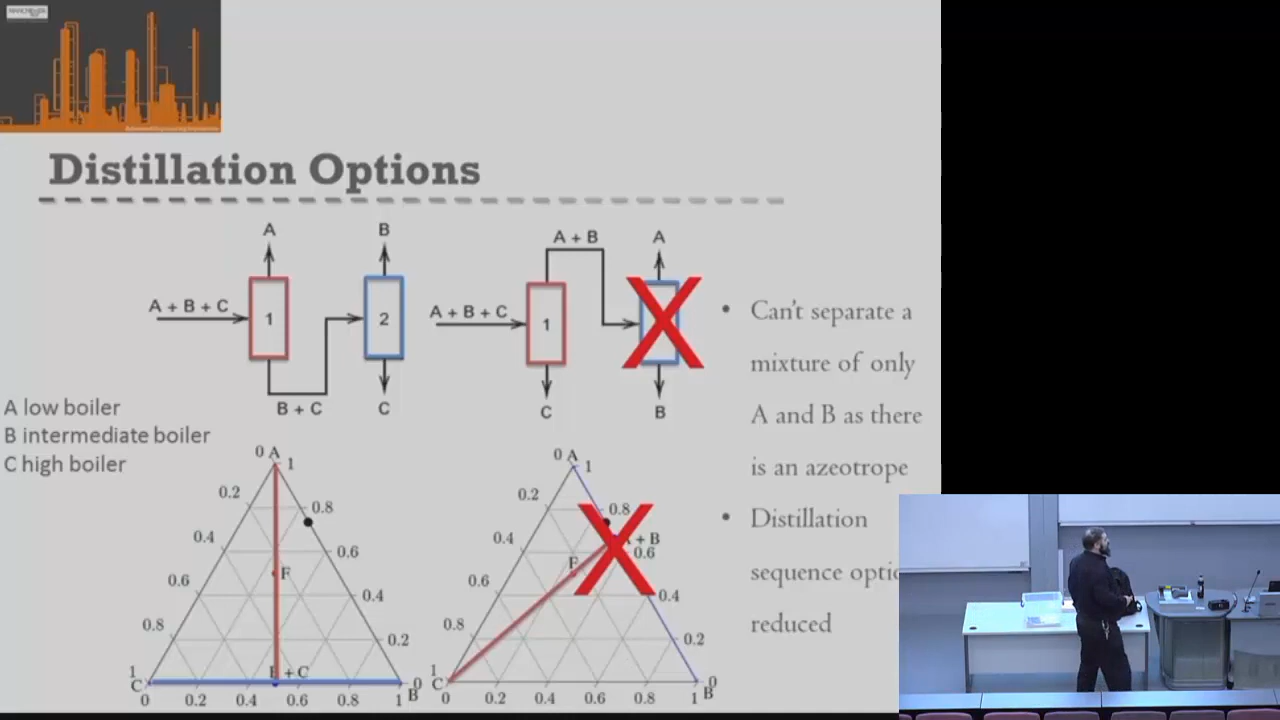 Distillation Options
A
B
A + B
A
A + B + C
1
2
A + B + C
1
B + C
C
C
B
A low boiler
B intermediate boiler
C high boiler
• Can't separate a
mixture of only
A and B as there
is an azeotrope
• Distillation
reduced
0 A 1
0.2 0.8
0.4 0.6
F
0.6 0.4
0.8 0.2
+ C
1 C 0 B
0 0.2 0.4 0.6 0.8 1
0 A 1
0.2 0.8
0.4 + B
0.6
F
0.6 0.4
0.8 0.2
1 C 0 B
0 0.2 0.4 0.6 0.8 1
sequence